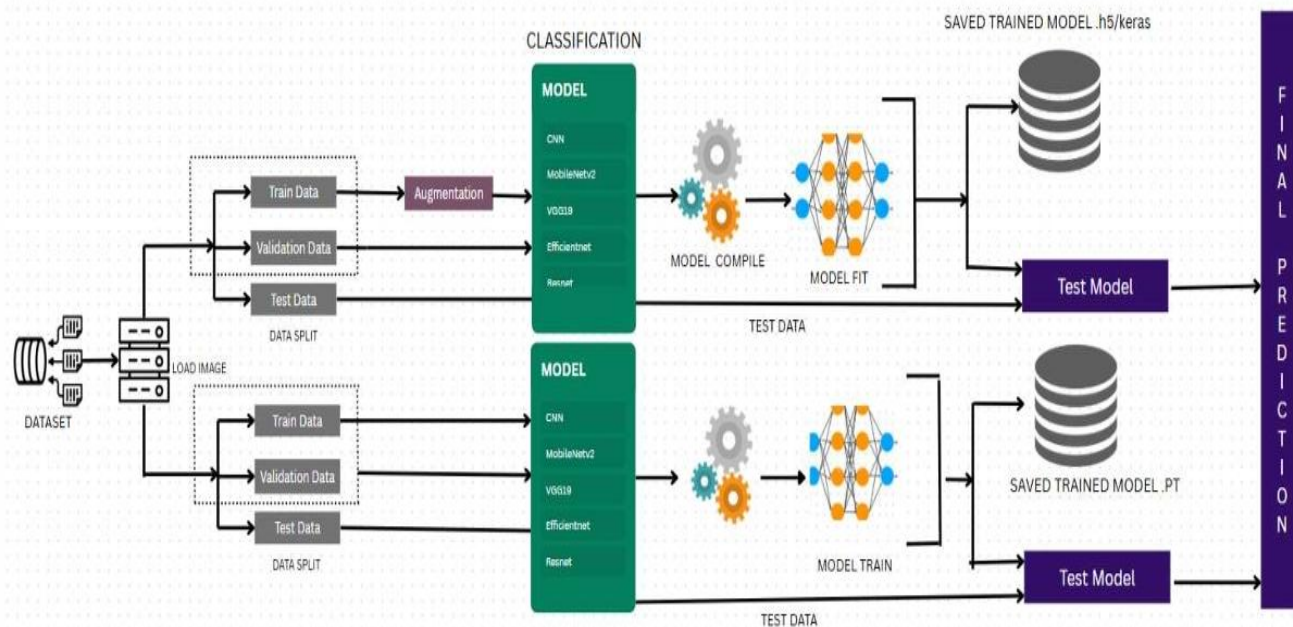 SAVED TRAINED MODEL .h5/keras
CLASSIFICATION
MODEL
CNN
MobileNetv2
VGG19
Efficientnet
Resnet
Train Data
Augmentation
Validation Data
Test Data
DATA SPLIT
MODEL COMPILE
MODEL FIT
Test Model
TEST DATA
LOAD IMAGE
DATASET
MODEL
CNN
MobileNetv2
VGG19
Efficientnet
Resnet
Train Data
Validation Data
Test Data
DATA SPLIT
MODEL TRAIN
SAVED TRAINED MODEL .PT
Test Model
TEST DATA
FINAL PREDICTION